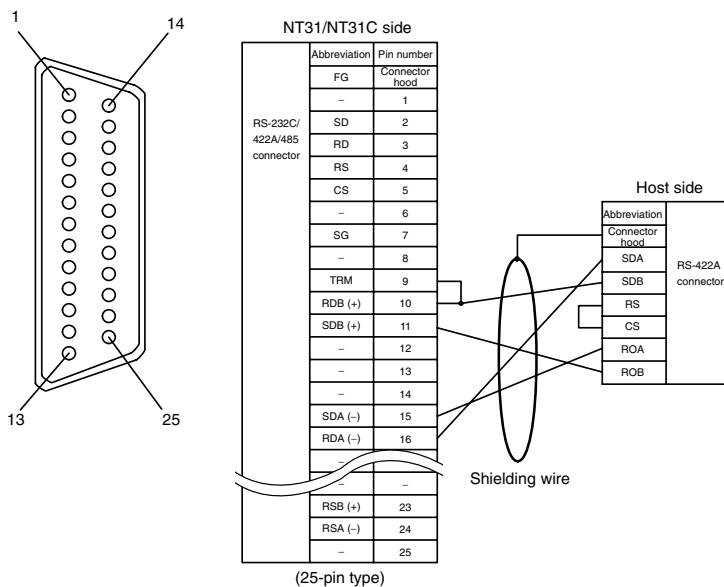 1
14
13
25
NT31/NT31C side
Abbreviation Pin number
RS-232C/
422A/485
connector
FG Connector
hood
– 1
SD 2
RD 3
RS 4
CS 5
– 6
SG 7
– 8
TRM 9
RDB (+) 10
SDB (+) 11
– 12
– 13
– 14
SDA (–) 15
RDA (–) 16
–
– –
RSB (+) 23
RSA (–) 24
– 25
(25-pin type)
Shielding wire
Host side
Abbreviation
Connector
hood
SDA
SDB
RS
CS
ROA
ROB
RS-422A
connector